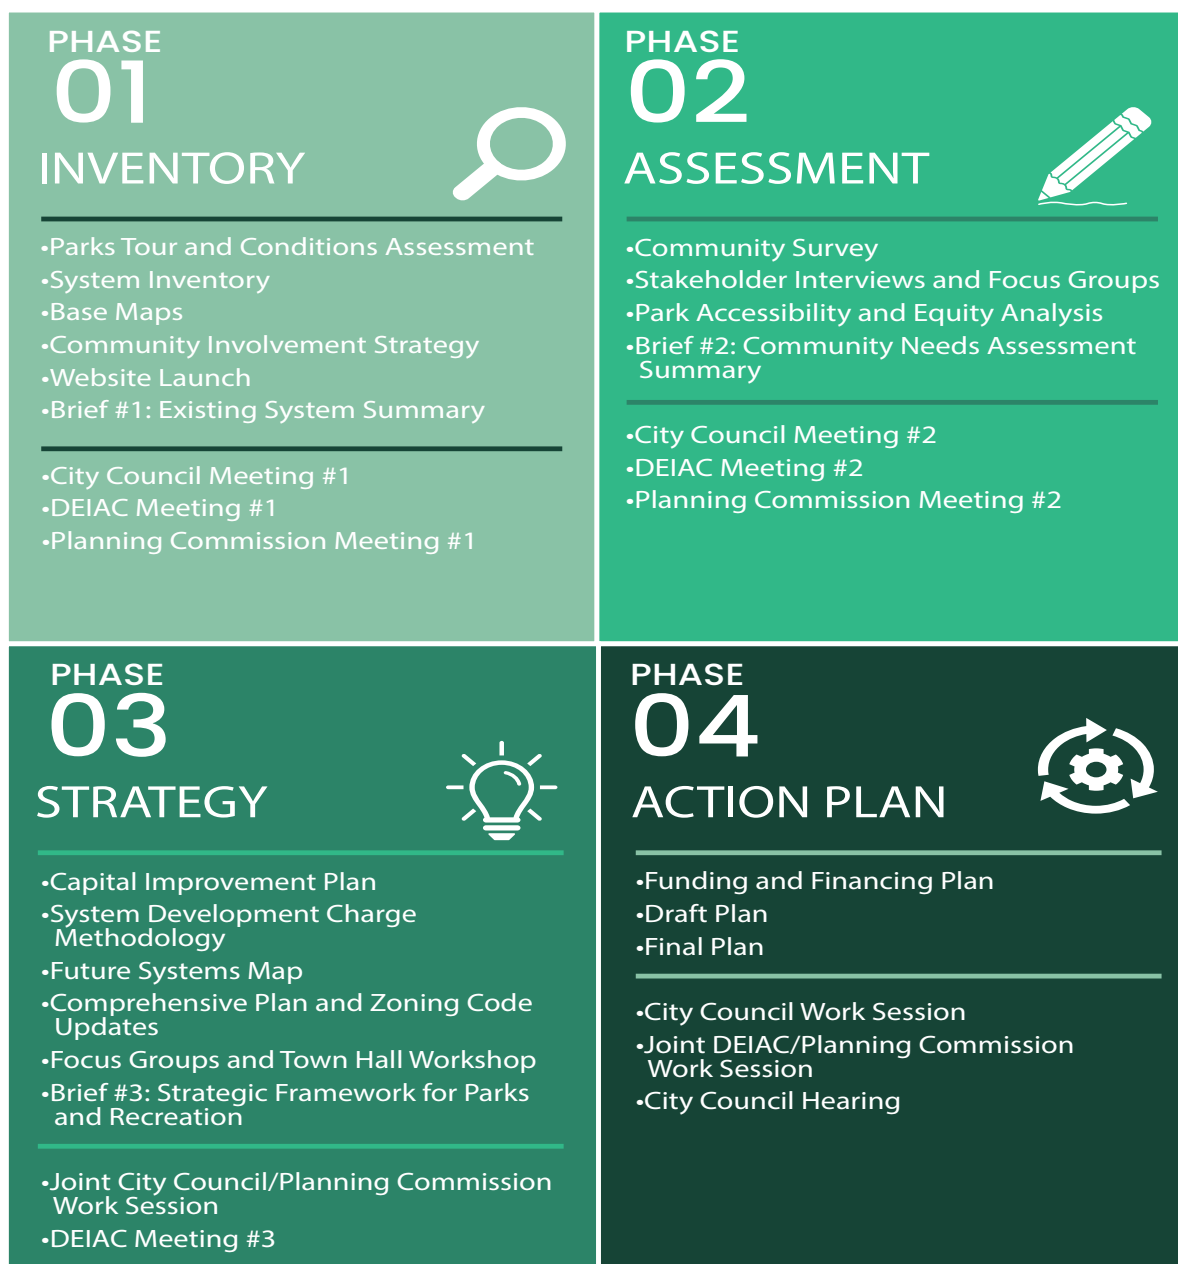 PHASE
01
INVENTORY
•Parks Tour and Conditions Assessment
•System Inventory
•Base Maps
•Community Involvement Strategy
•Website Launch
•Brief #1: Existing System Summary
•City Council Meeting #1
•DEIAC Meeting #1
•Planning Commission Meeting #1
PHASE
02
ASSESSMENT
•Community Survey
•Stakeholder Interviews and Focus Groups
•Park Accessibility and Equity Analysis
•Brief #2: Community Needs Assessment
Summary
•City Council Meeting #2
•DEIAC Meeting #2
•Planning Commission Meeting #2
PHASE
03
STRATEGY
•Capital Improvement Plan
•System Development Charge
Methodology
•Future Systems Map
•Comprehensive Plan and Zoning Code
Updates
•Focus Groups and Town Hall Workshop
•Brief #3: Strategic Framework for Parks
and Recreation
•Joint City Council/Planning Commission
Work Session
•DEIAC Meeting #3
PHASE
04
ACTION PLAN
•Funding and Financing Plan
•Draft Plan
•Final Plan
•City Council Work Session
•Joint DEIAC/Planning Commission
Work Session
•City Council Hearing